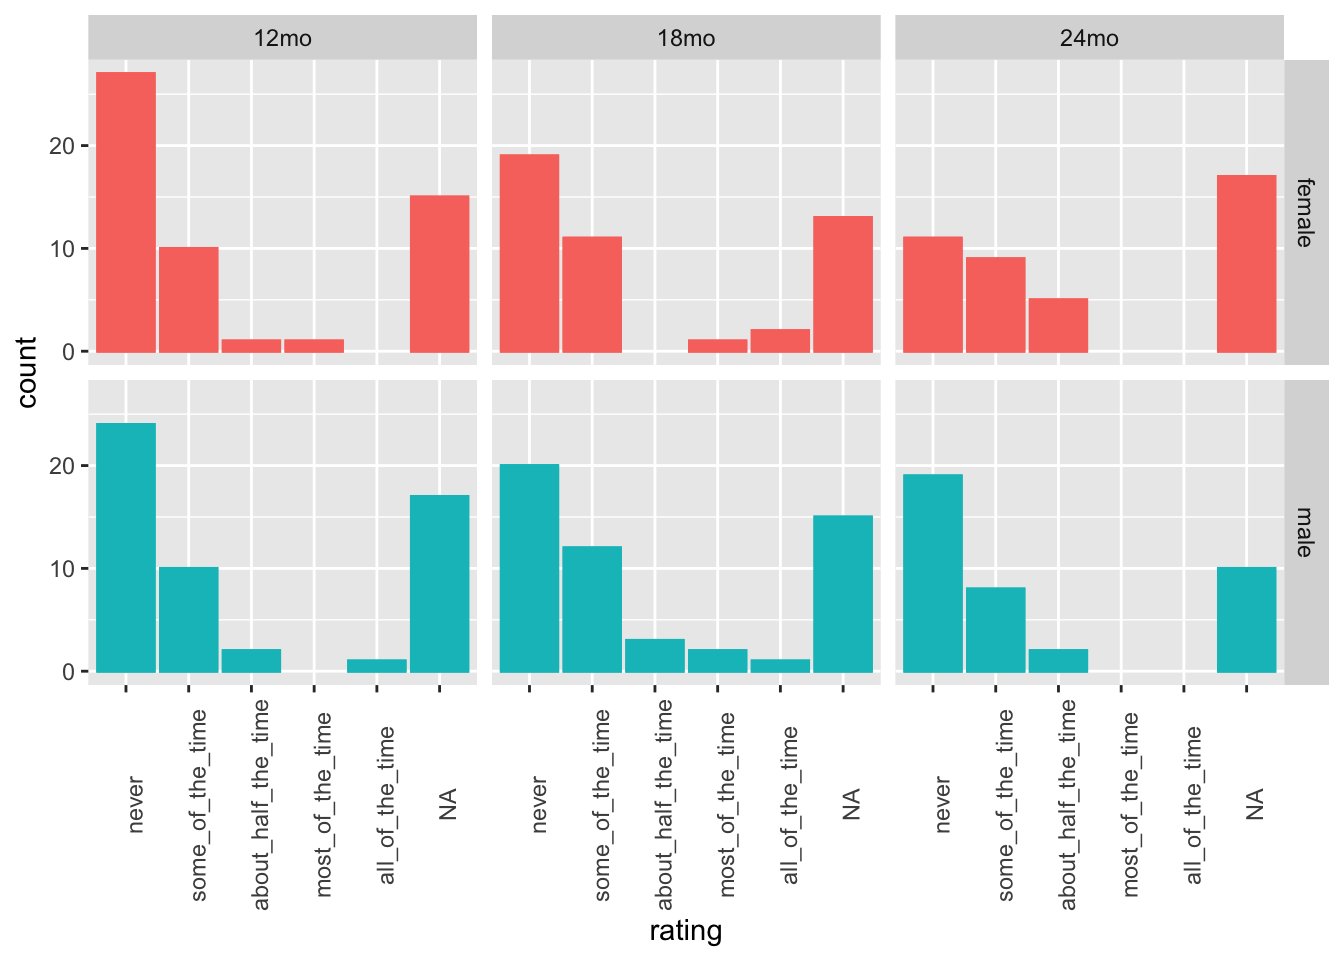 12mo
18mo
24mo
20
10
0
female
count
20
10
0
male
never
some_of_the_time
about_half_the_time
most_of_the_time
all_of_the_time
NA
never
some_of_the_time
about_half_the_time
most_of_the_time
all_of_the_time
NA
never
some_of_the_time
about_half_the_time
most_of_the_time
all_of_the_time
NA
rating